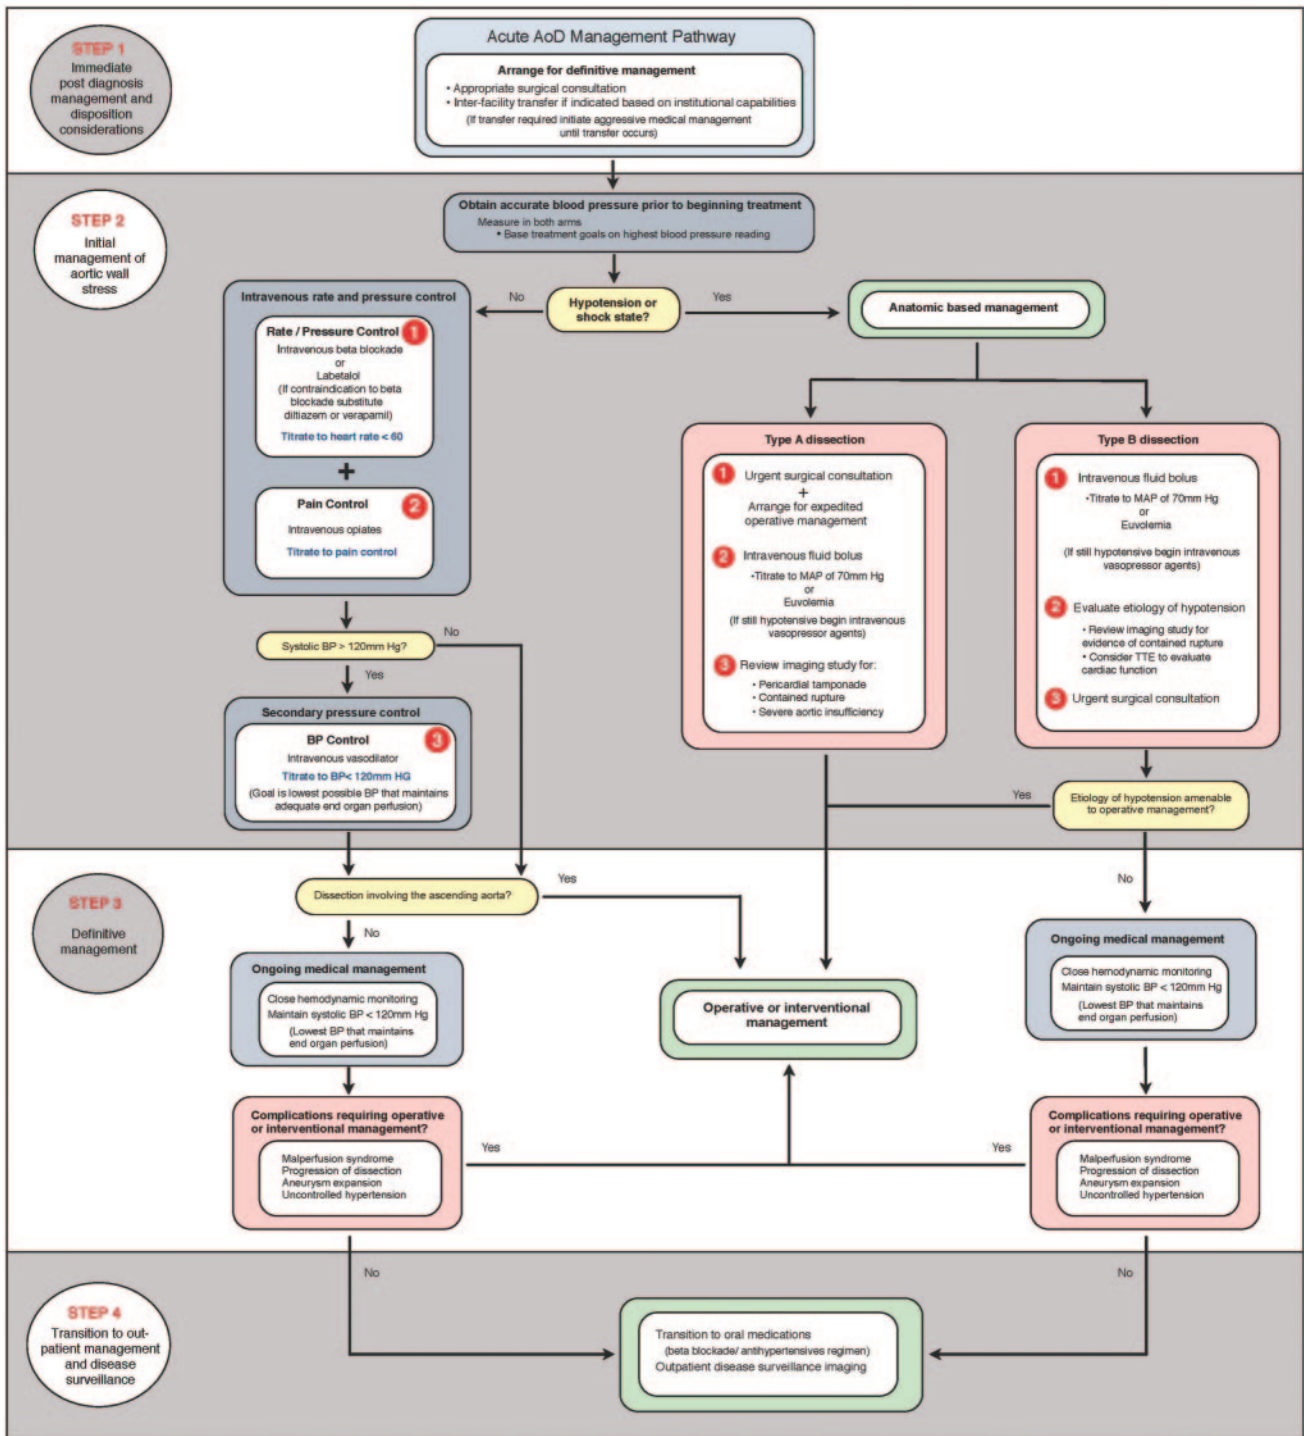 STEP 1
Immediate
post diagnosis
management and
disposition
considerations
Acute AoD Management Pathway
Arrange for definitive management
• Appropriate surgical consultation
• Inter-facility transfer if indicated based on institutional capabilities
(If transfer required initiate aggressive medical management
until transfer occurs)
STEP 2
Initial
management of
aortic wall
stress
Obtain accurate blood pressure prior to beginning treatment
Measure in both arms
• Base treatment goals on highest blood pressure reading
Hypotension or
shock state?
No
Yes
Intravenous rate and pressure control
Rate / Pressure Control
1
Intravenous beta blockade
or
Labetalol
(If contraindication to beta
blockade substitute
diltiazem or verapamil)
Titrate to heart rate < 60
+
Pain Control
2
Intravenous opiates
Titrate to pain control
Systolic BP > 120mm Hg?
No
Yes
Secondary pressure control
BP Control
3
Intravenous vasodilator
Titrate to BP< 120mm HG
(Goal is lowest possible BP that maintains
adequate end organ perfusion)
Anatomic based management
Type A dissection
1 Urgent surgical consultation
+
Arrange for expedited
operative management
2 Intravenous fluid bolus
•Titrate to MAP of 70mm Hg
or
Euvolemia
(If still hypotensive begin intravenous
vasopressor agents)
3 Review imaging study for:
• Pericardial tamponade
• Contained rupture
• Severe aortic insufficiency
Type B dissection
1 Intravenous fluid bolus
•Titrate to MAP of 70mm Hg
or
Euvolemia
(If still hypotensive begin intravenous
vasopressor agents)
2 Evaluate etiology of hypotension
• Review imaging study for
evidence of contained rupture
• Consider TTE to evaluate
cardiac function
3 Urgent surgical consultation
Etiology of hypotension amenable
to operative management?
Yes
No
STEP 3
Definitive
management
Dissection involving the ascending aorta?
Yes
No
Ongoing medical management
Close hemodynamic monitoring
Maintain systolic BP < 120mm Hg
(Lowest BP that maintains
end organ perfusion)
Operative or interventional
management
Ongoing medical management
Close hemodynamic monitoring
Maintain systolic BP < 120mm Hg
(Lowest BP that maintains
end organ perfusion)
Complications requiring operative
or interventional management?
Malperfusion syndrome
Progression of dissection
Aneurysm expansion
Uncontrolled hypertension
Yes
Yes
Complications requiring operative
or interventional management?
Malperfusion syndrome
Progression of dissection
Aneurysm expansion
Uncontrolled hypertension
No
No
STEP 4
Transition to out-
patient management
and disease
surveillance
Transition to oral medications
(beta blockade/ antihypertensives regimen)
Outpatient disease surveillance imaging